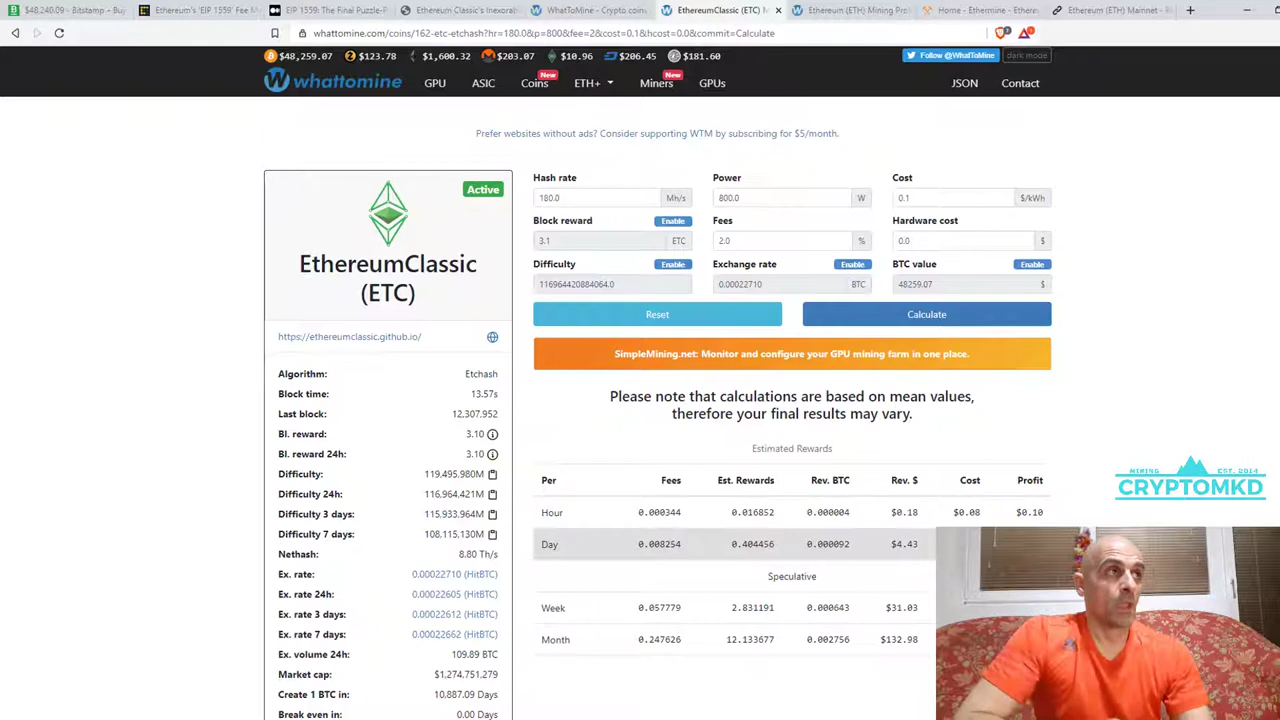 $48,240.09 - Bitstamp - Bu
Ethereum's 'EIP 1559' Fee M
EIP 1559: The Final Puzzle-P
Ethereum Classic's Inexorab
WhatToMine - Crypto coin
EthereumClassic (ETC) M
Ethereum (ETH) Mining Pro
Home - Ethermine - Ethere
Ethereum (ETH) Mainnet - B
whattomine.com/coins/162-etc-etchash?hr=180.0&p=800&fee=2&cost=0.1&hcost=0.0&commit=Calculate
$48,259.07 $123.78 $1,600.32 $203.07 $10.96 $206.45 $181.60
Follow @WhatToMine dark mode
whattomine GPU ASIC Coins New ETH+ Miners New GPUs JSON Contact
Prefer websites without ads? Consider supporting WTM by subscribing for $5/month.
Active
EthereumClassic
(ETC)
https://ethereumclassic.github.io/
Algorithm: Etchash
Block time: 13.57s
Last block: 12,307,952
Bl. reward: 3.10
Bl. reward 24h: 3.10
Difficulty: 119,495.980M
Difficulty 24h: 116,964.421M
Difficulty 3 days: 115,933.964M
Difficulty 7 days: 108,115.130M
Nethash: 8.80 Th/s
Ex. rate: 0.00022710 (HitBTC)
Ex. rate 24h: 0.00022605 (HitBTC)
Ex. rate 3 days: 0.00022612 (HitBTC)
Ex. rate 7 days: 0.00022662 (HitBTC)
Ex. volume 24h: 109.89 BTC
Market cap: $1,274,751,279
Create 1 BTC in: 10,887.09 Days
Break even in: 0.00 Days
Hash rate Power Cost
180.0 Mh/s 800.0 W 0.1 $/kWh
Block reward Enable Fees Hardware cost
3.1 ETC 2.0 % 0.0 $
Difficulty Enable Exchange rate Enable BTC value Enable
116964420884064.0 0.00022710 BTC 48259.07 $
Reset Calculate
SimpleMining.net: Monitor and configure your GPU mining farm in one place.
Please note that calculations are based on mean values,
therefore your final results may vary.
Estimated Rewards
Per Fees Est. Rewards Rev. BTC Rev. $ Cost Profit
Hour 0.000344 0.016852 0.000004 $0.18 $0.08 $0.10
Day 0.008254 0.404456 0.000092 $4.43
Speculative
Week 0.057779 2.831191 0.000643 $31.03
Month 0.247626 12.133677 0.002756 $132.98
MINING EST. 2014
CRYPTOMKD